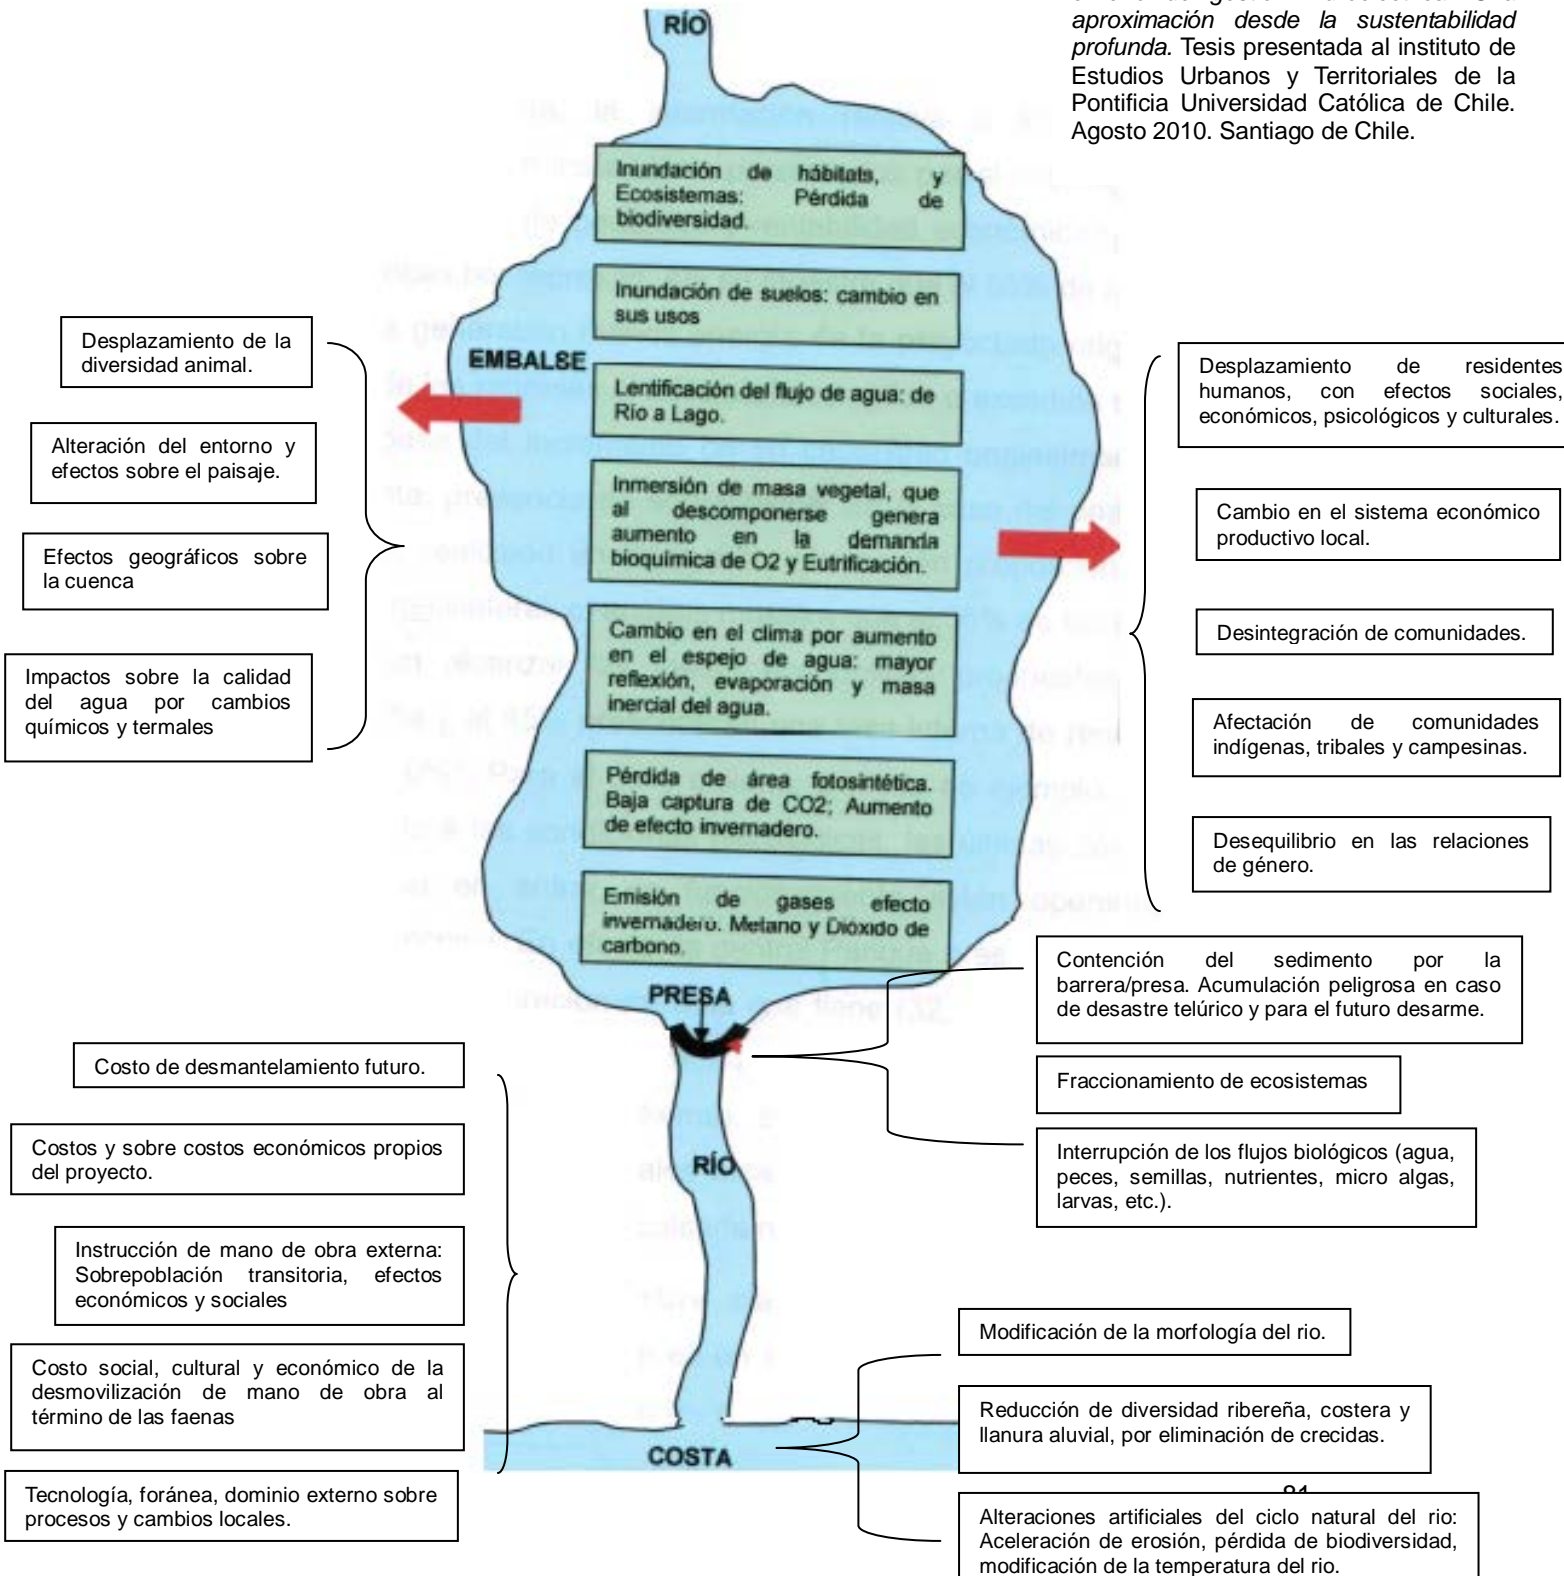 RÍO
aproximación desde la sustentabilidad
profunda. Tesis presentada al instituto de
Estudios Urbanos y Territoriales de la
Pontificia Universidad Católica de Chile.
Agosto 2010. Santiago de Chile.
Inundación de hábitats, y
Ecosistemas: Pérdida de
biodiversidad.
Inundación de suelos: cambio en
sus usos
EMBALSE
Lentificación del flujo de agua: de
Río a Lago.
Inmersión de masa vegetal, que
al descomponerse genera
aumento en la demanda
bioquímica de O2 y Eutrificación.
Cambio en el clima por aumento
en el espejo de agua: mayor
reflexión, evaporación y masa
inercial del agua.
Pérdida de área fotosintética.
Baja captura de CO2; Aumento
de efecto invernadero.
Emisión de gases efecto
invernadero. Metano y Dióxido de
carbono.
Desplazamiento de la
diversidad animal.
Alteración del entorno y
efectos sobre el paisaje.
Efectos geográficos sobre
la cuenca
Impactos sobre la calidad
del agua por cambios
químicos y termales
Desplazamiento de residentes
humanos, con efectos sociales,
económicos, psicológicos y culturales.
Cambio en el sistema económico
productivo local.
Desintegración de comunidades.
Afectación de comunidades
indígenas, tribales y campesinas.
Desequilibrio en las relaciones
de género.
PRESA
Contención del sedimento por la
barrera/presa. Acumulación peligrosa en caso
de desastre telúrico y para el futuro desarme.
Fraccionamiento de ecosistemas
Interrupción de los flujos biológicos (agua,
peces, semillas, nutrientes, micro algas,
larvas, etc.).
Costo de desmantelamiento futuro.
Costos y sobre costos económicos propios
del proyecto.
Instrucción de mano de obra externa:
Sobrepoblación transitoria, efectos
económicos y sociales
Costo social, cultural y económico de la
desmovilización de mano de obra al
término de las faenas
Tecnología, foránea, dominio externo sobre
procesos y cambios locales.
RÍO
COSTA
Modificación de la morfología del rio.
Reducción de diversidad ribereña, costera y
llanura aluvial, por eliminación de crecidas.
Alteraciones artificiales del ciclo natural del rio:
Aceleración de erosión, pérdida de biodiversidad,
modificación de la temperatura del rio.